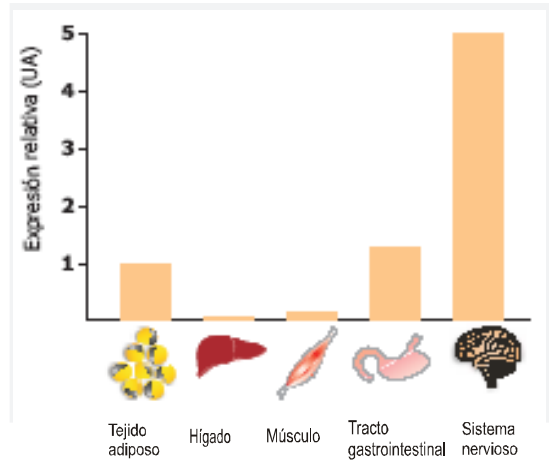 Expresión relativa (UA)
5
4
3
2
1
Tejido
adiposo
Hígado
Músculo
Tracto
gastrointestinal
Sistema
nervioso